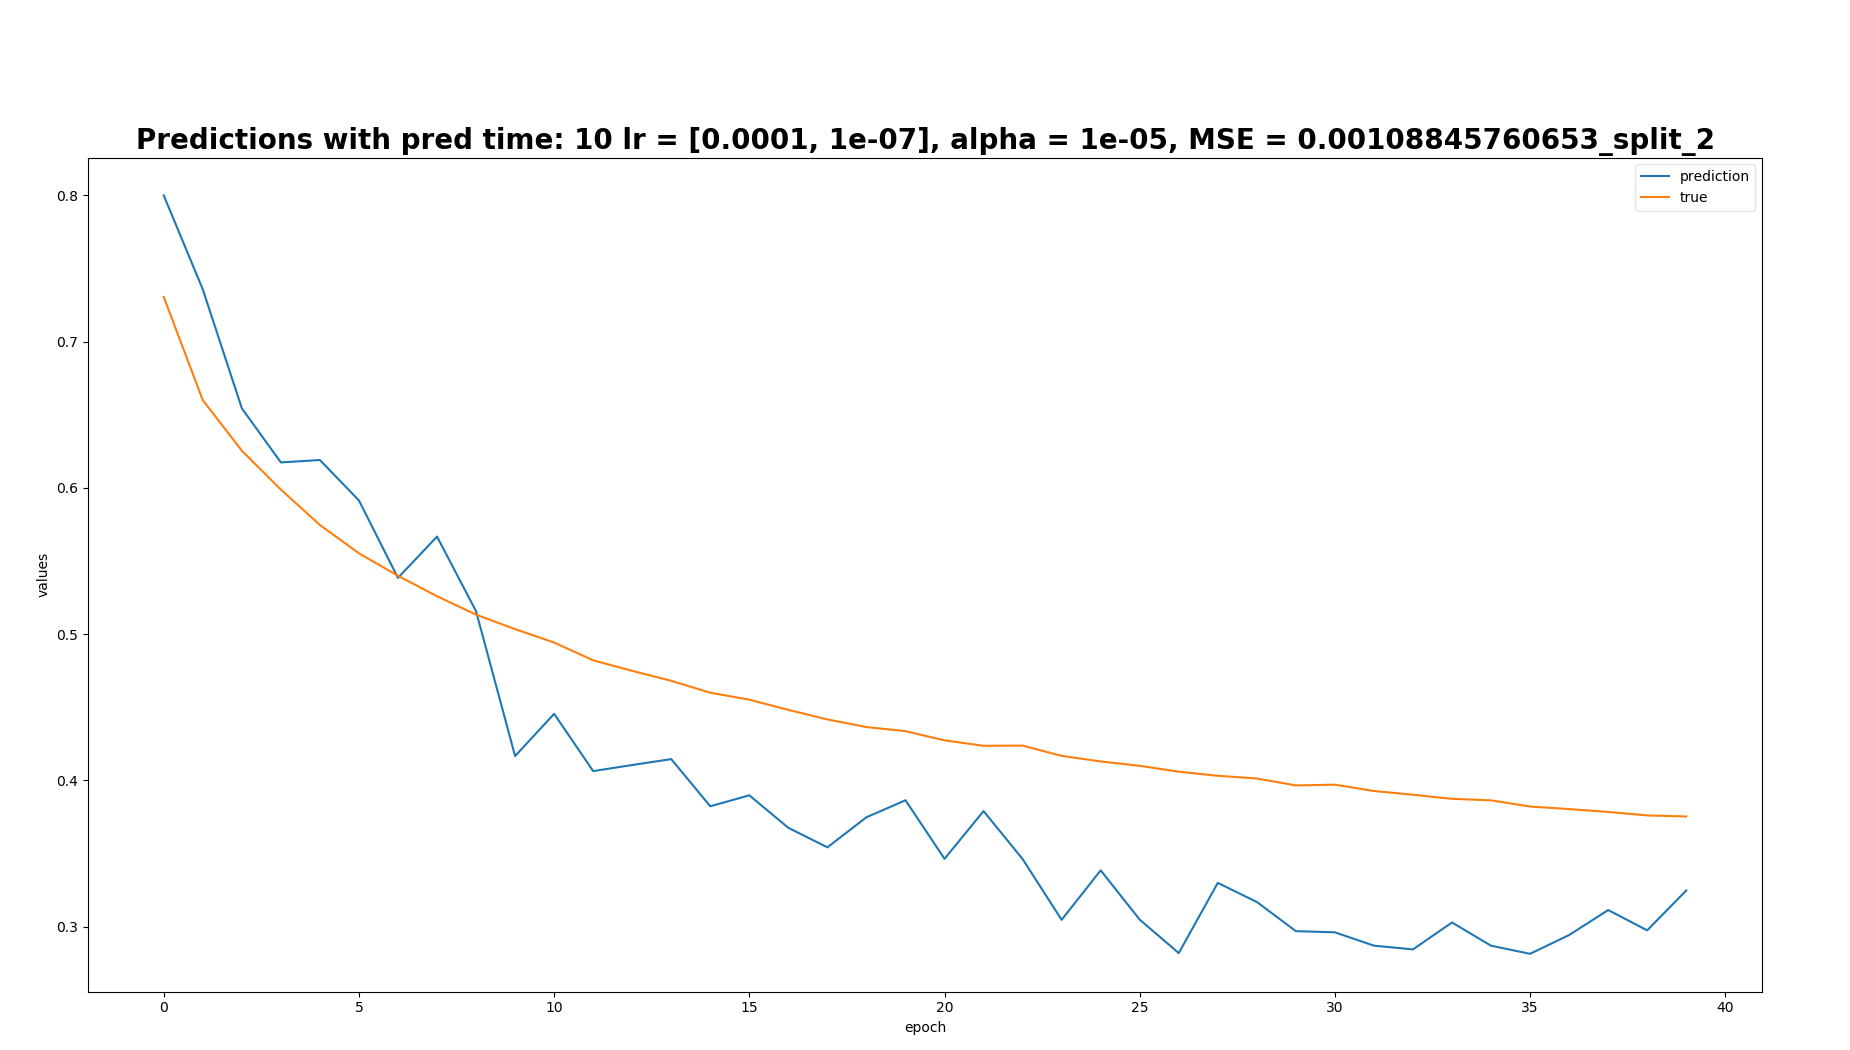 Predictions with pred time: 10 lr = [0.0001, 1e-07], alpha = 1e-05, MSE = 0.00108845760653_split_2
prediction
true
values
0.8
0.7
0.6
0.5
0.4
0.3
0 5 10 15 20 25 30 35 40
epoch